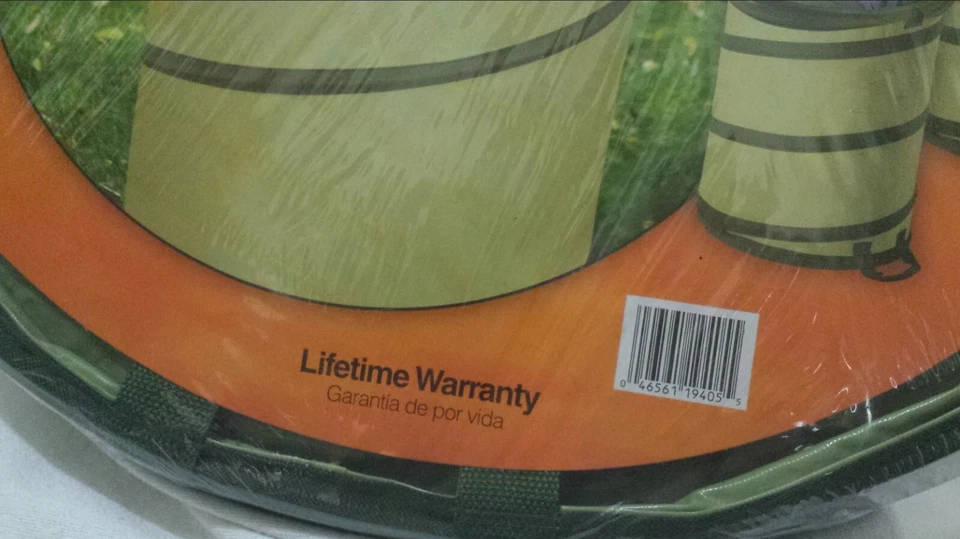 Lifetime Warranty
Garantía de por vida
0 46561 19405 5